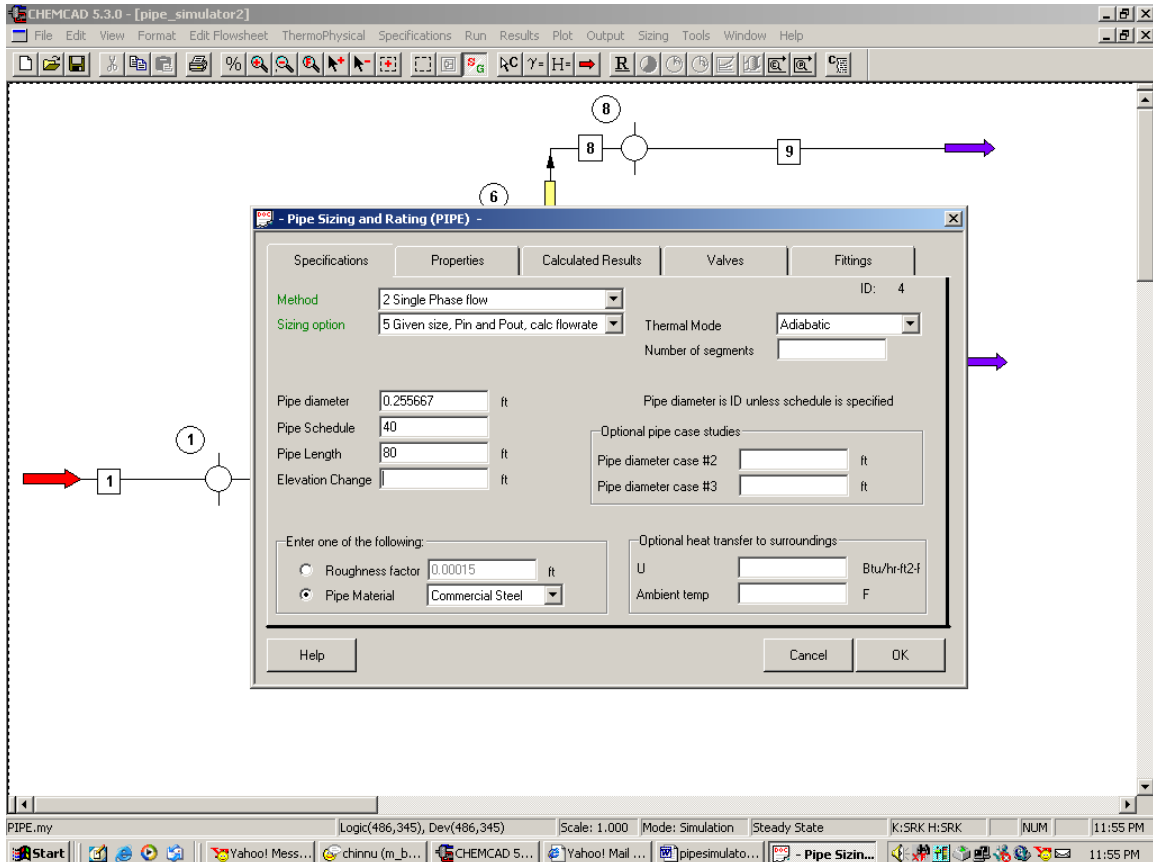 CHEMCAD 5.3.0 - [pipe_simulator2]
File Edit View Format Edit Flowsheet ThermoPhysical Specifications Run Results Plot Output Sizing Tools Window Help
% S G C γ= H= R C
8
8 9
6
- Pipe Sizing and Rating (PIPE) -
Specifications Properties Calculated Results Valves Fittings
ID: 4
Method 2 Single Phase flow
Sizing option 5 Given size, Pin and Pout, calc flowrate Thermal Mode Adiabatic
Number of segments
Pipe diameter 0.255667 ft Pipe diameter is ID unless schedule is specified
Pipe Schedule 40 Optional pipe case studies
Pipe Length 80 ft Pipe diameter case #2 ft
Elevation Change ft Pipe diameter case #3 ft
1
1
Enter one of the following: Optional heat transfer to surroundings
Roughness factor 0.00015 ft U Btu/hr-ft2-f
Pipe Material Commercial Steel Ambient temp F
Help Cancel OK
PIPE.my Logic(486,345), Dev(486,345) Scale: 1.000 Mode: Simulation Steady State K:SRK H:SRK NUM 11:55 PM
Start Yahoo! Mess... chinnu (m_b... CHEMCAD 5... Yahoo! Mail ... pipesimulato... - Pipe Sizin... 11:55 PM